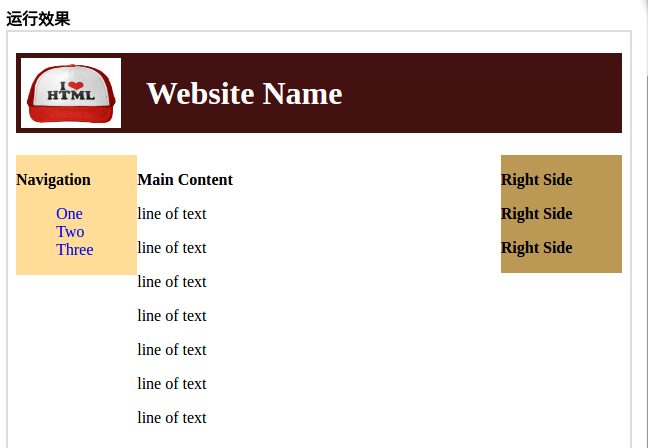 运行效果
I ❤ HTML
Website Name
Navigation
One
Two
Three
Main Content
line of text
line of text
line of text
line of text
line of text
line of text
line of text
Right Side
Right Side
Right Side